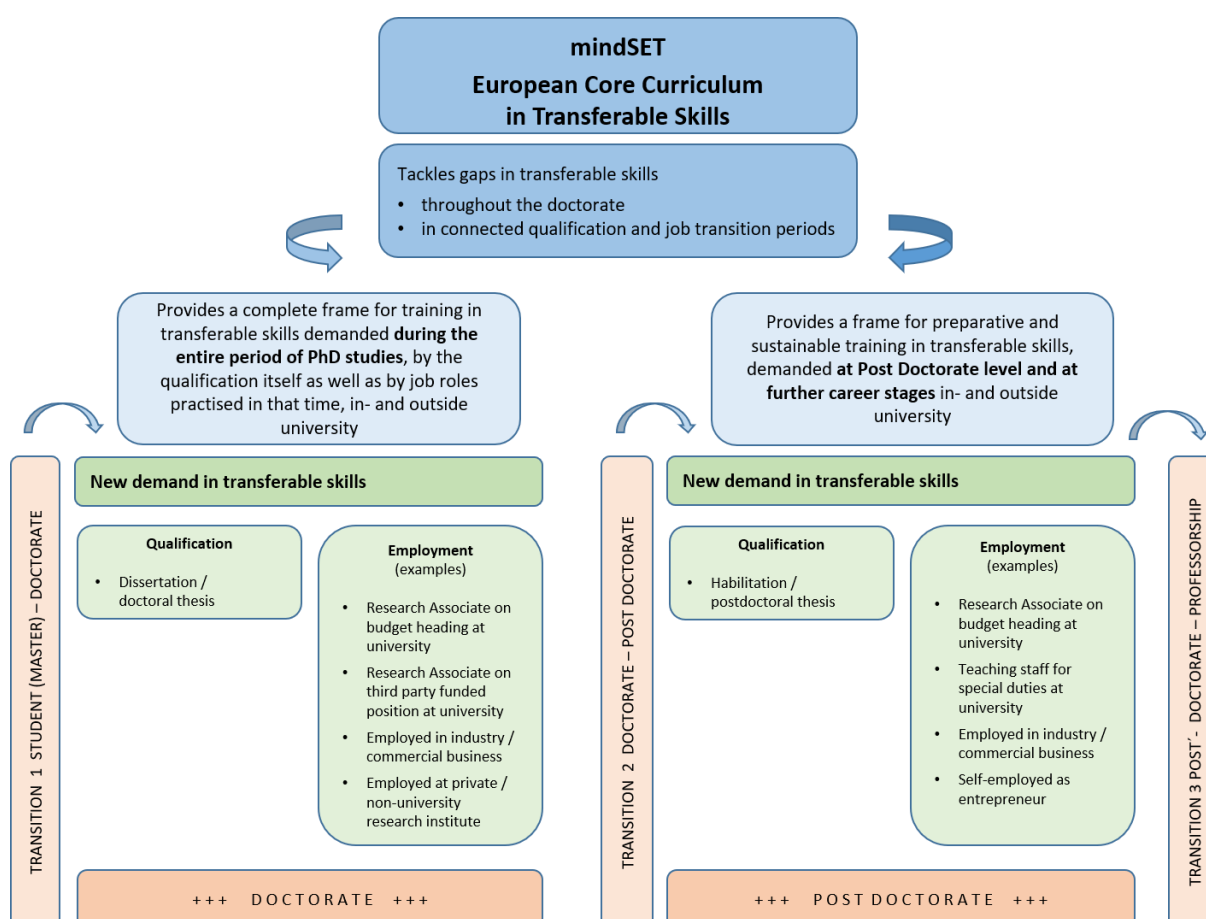 mindSET
European Core Curriculum
in Transferable Skills
Tackles gaps in transferable skills
• throughout the doctorate
• in connected qualification and job transition periods
Provides a complete frame for training in
transferable skills demanded during the
entire period of PhD studies, by the
qualification itself as well as by job roles
practised in that time, in- and outside
university
Provides a frame for preparative and
sustainable training in transferable skills,
demanded at Post Doctorate level and at
further career stages in- and outside
university
TRANSITION 1 STUDENT (MASTER) – DOCTORATE
New demand in transferable skills
Qualification
• Dissertation /
doctoral thesis
Employment
(examples)
• Research Associate on
budget heading at
university
• Research Associate on
third party funded
position at university
• Employed in industry /
commercial business
• Employed at private /
non-university
research institute
+++ DOCTORATE +++
TRANSITION 2 DOCTORATE – POST DOCTORATE
New demand in transferable skills
Qualification
• Habilitation /
postdoctoral thesis
Employment
(examples)
• Research Associate on
budget heading at
university
• Teaching staff for
special duties at
university
• Employed in industry /
commercial business
• Self-employed as
entrepreneur
+++ POST DOCTORATE +++
TRANSITION 3 POST´- DOCTORATE – PROFESSORSHIP